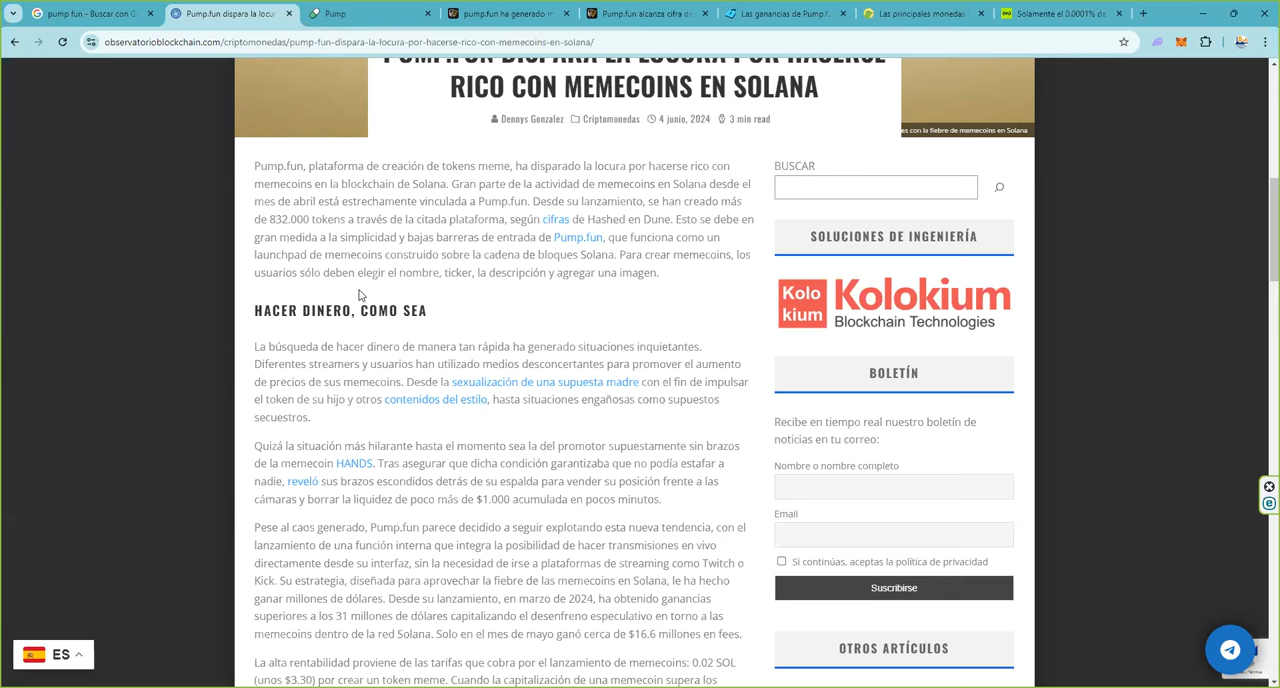 pump fun - Buscar con G
Pump.fun dispara la locur
Pump
pump.fun ha generado m
Pump.fun alcanza cifra de
Las ganancias de Pump.f
Las principales monedas
Solamente el 0.0001% de
observatorioblockchain.com/criptomonedas/pump-fun-dispara-la-locura-por-hacerse-rico-con-memecoins-en-solana/
PUMP.FUN DISPARA LA LOCURA POR HACERSE
RICO CON MEMECOINS EN SOLANA
Dennys Gonzalez Criptomonedas 4 junio, 2024 3 min read
es con la fiebre de memecoins en Solana
Pump.fun, plataforma de creación de tokens meme, ha disparado la locura por hacerse rico con
memecoins en la blockchain de Solana. Gran parte de la actividad de memecoins en Solana desde el
mes de abril está estrechamente vinculada a Pump.fun. Desde su lanzamiento, se han creado más
de 832.000 tokens a través de la citada plataforma, según cifras de Hashed en Dune. Esto se debe en
gran medida a la simplicidad y bajas barreras de entrada de Pump.fun, que funciona como un
launchpad de memecoins construido sobre la cadena de bloques Solana. Para crear memecoins, los
usuarios sólo deben elegir el nombre, ticker, la descripción y agregar una imagen.
HACER DINERO, COMO SEA
La búsqueda de hacer dinero de manera tan rápida ha generado situaciones inquietantes.
Diferentes streamers y usuarios han utilizado medios desconcertantes para promover el aumento
de precios de sus memecoins. Desde la sexualización de una supuesta madre con el fin de impulsar
el token de su hijo y otros contenidos del estilo, hasta situaciones engañosas como supuestos
secuestros.
Quizá la situación más hilarante hasta el momento sea la del promotor supuestamente sin brazos
de la memecoin HANDS. Tras asegurar que dicha condición garantizaba que no podía estafar a
nadie, reveló sus brazos escondidos detrás de su espalda para vender su posición frente a las
cámaras y borrar la liquidez de poco más de $1.000 acumulada en pocos minutos.
Pese al caos generado, Pump.fun parece decidido a seguir explotando esta nueva tendencia, con el
lanzamiento de una función interna que integra la posibilidad de hacer transmisiones en vivo
directamente desde su interfaz, sin la necesidad de irse a plataformas de streaming como Twitch o
Kick. Su estrategia, diseñada para aprovechar la fiebre de las memecoins en Solana, le ha hecho
ganar millones de dólares. Desde su lanzamiento, en marzo de 2024, ha obtenido ganancias
superiores a los 31 millones de dólares capitalizando el desenfreno especulativo en torno a las
memecoins dentro de la red Solana. Solo en el mes de mayo ganó cerca de $16.6 millones en fees.
La alta rentabilidad proviene de las tarifas que cobra por el lanzamiento de memecoins: 0.02 SOL
(unos $3.30) por crear un token meme. Cuando la capitalización de una memecoin supera los
BUSCAR
SOLUCIONES DE INGENIERÍA
Kolo
kium
Kolokium
Blockchain Technologies
BOLETÍN
Recibe en tiempo real nuestro boletín de
noticias en tu correo:
Nombre o nombre completo
Email
Si continúas, aceptas la política de privacidad
Suscribirse
OTROS ARTÍCULOS
ES